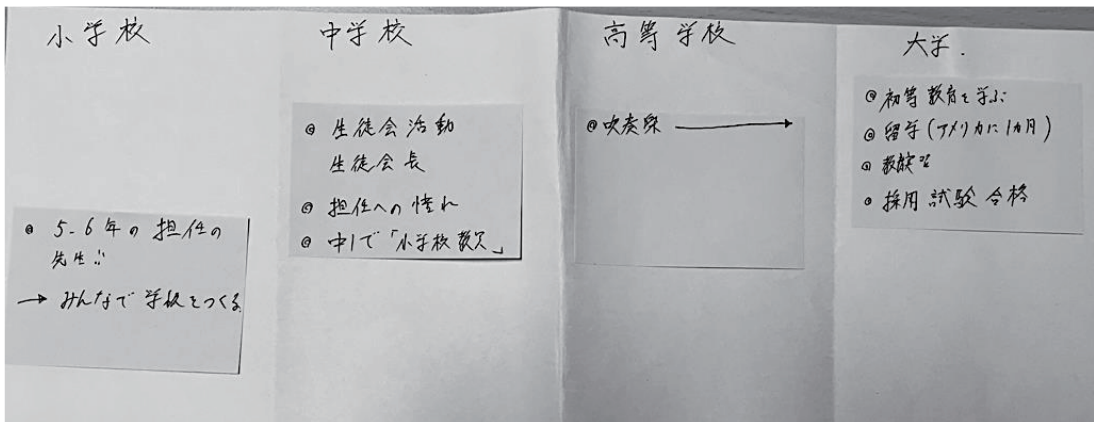 小学校
◎ 5-6年の担任の
先生
→ みんなで学校をつくる
中学校
◎ 生徒会活動
生徒会長
◎ 担任への憧れ
◎ 中1で「小学校教
高等学校
◎ 吹奏楽 →
大学.
◎ 初等教育を学ぶ
◎ 留学(アメリカに1カ月)
◎ 教
◎ 採用試験合格